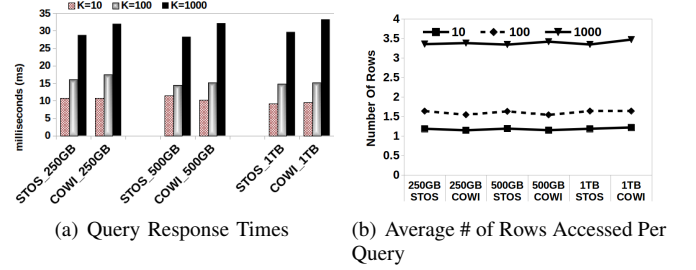 K=10 K=100 K=1000
milliseconds (ms)
35
30
25
20
15
10
5
0
STOS_250GB
COWI_250GB
STOS_500GB
COWI_500GB
STOS_1TB
COWI_1TB
(a) Query Response Times
10 100 1000
Number Of Rows
4
3.5
3
2.5
2
1.5
1
0.5
0
250GB 250GB 500GB 500GB 1TB 1TB
STOS COWI STOS COWI STOS COWI
(b) Average # of Rows Accessed Per
Query